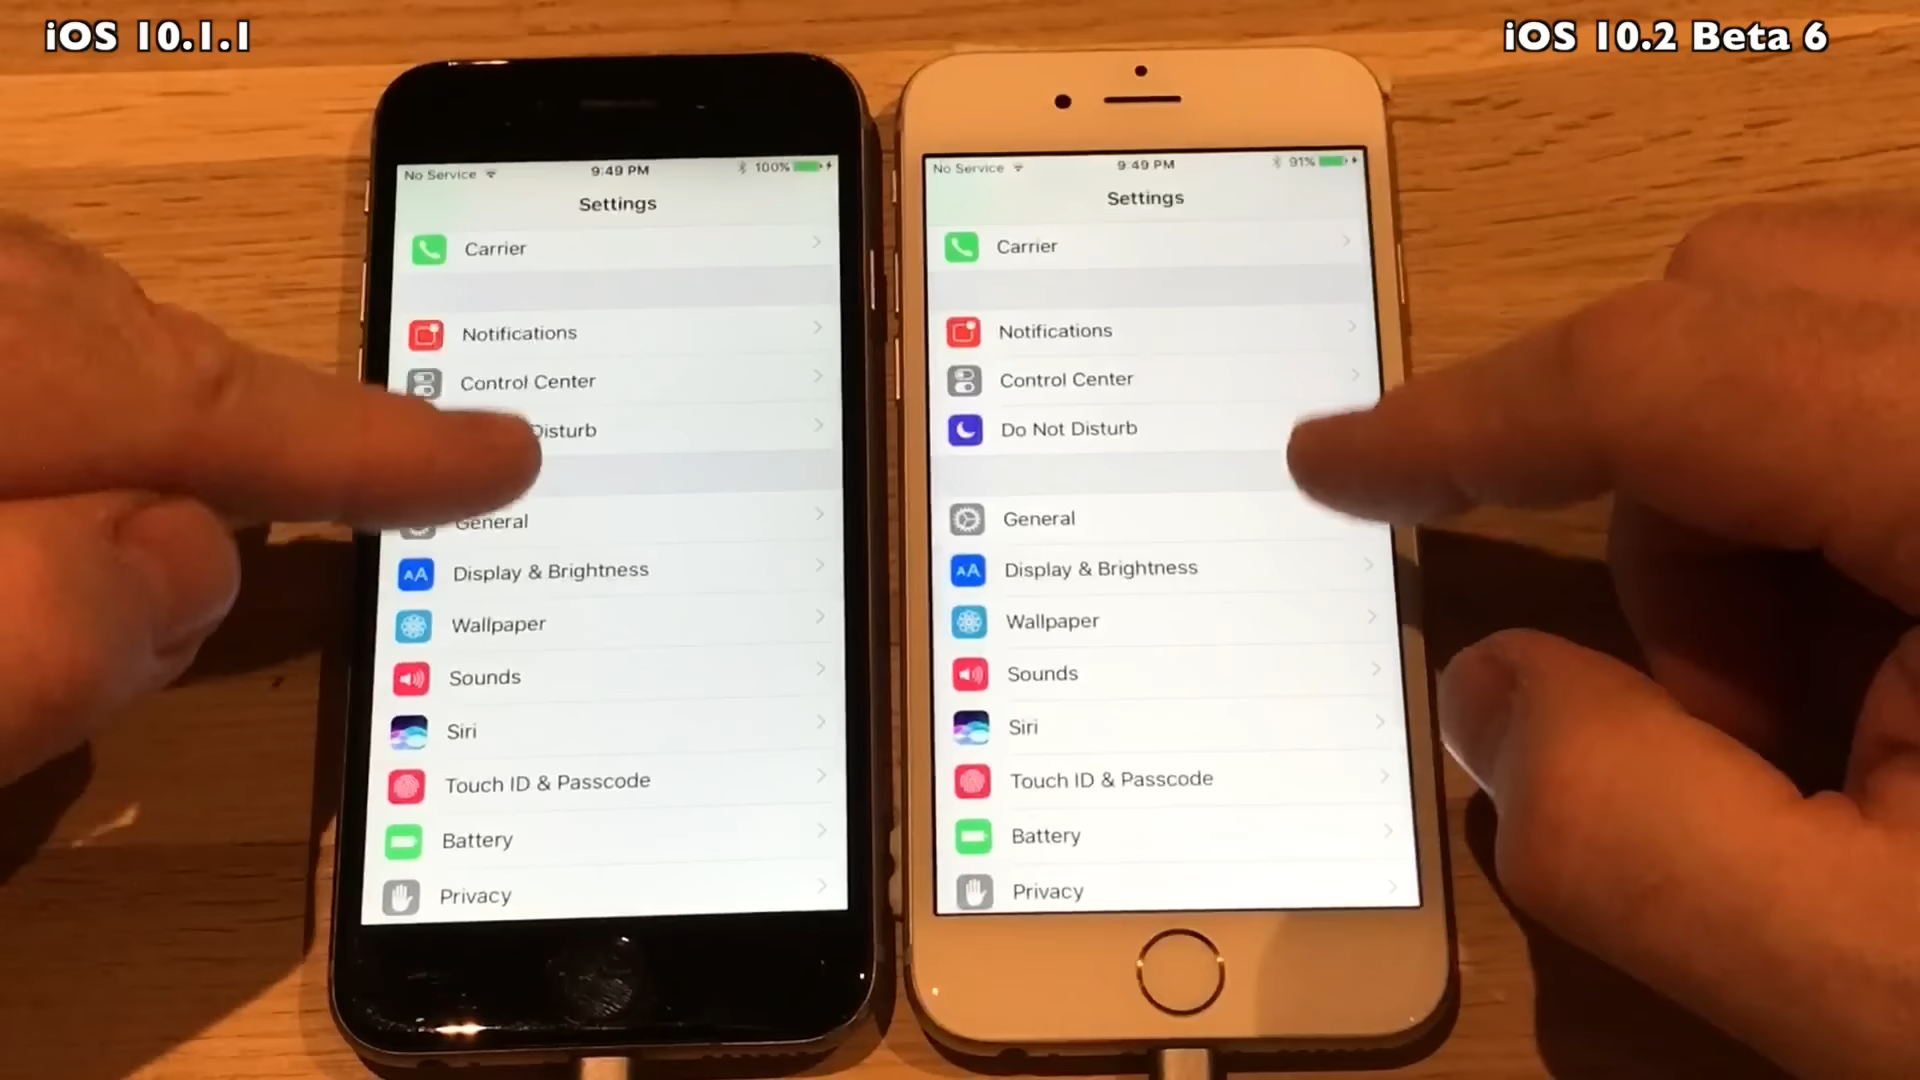 iOS 10.1.1
iOS 10.2 Beta 6
No Service 9:49 PM 100%
Settings
Carrier
Notifications
Control Center
Disturb
General
Display & Brightness
Wallpaper
Sounds
Siri
Touch ID & Passcode
Battery
Privacy
No Service 9:49 PM 91%
Settings
Carrier
Notifications
Control Center
Do Not Disturb
General
AA Display & Brightness
Wallpaper
Sounds
Siri
Touch ID & Passcode
Battery
Privacy